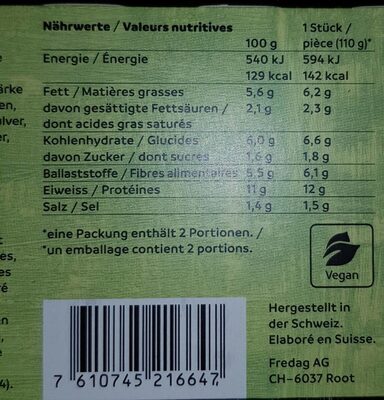 Nährwerte / Valeurs nutritives
1 Stück /
100 g pièce (110 g)*
Energie / Énergie 540 kJ 594 kJ
129 kcal 142 kcal
Fett / Matières grasses 5,6 g 6,2 g
davon gesättigte Fettsäuren / 2,1 g 2,3 g
dont acides gras saturés
Kohlenhydrate / Glucides 6,0 g 6,6 g
davon Zucker / dont sucres 1,6 g 1,8 g
Ballaststoffe / Fibres alimentaires 5,5 g 6,1 g
Eiweiss / Protéines 11 g 12 g
Salz / Sel 1,4 g 1,5 g
*eine Packung enthält 2 Portionen. /
*un emballage contient 2 portions.
Vegan
Hergestellt in
der Schweiz.
Elaboré en Suisse.
Fredag AG
CH-6037 Root
7 610745 216647